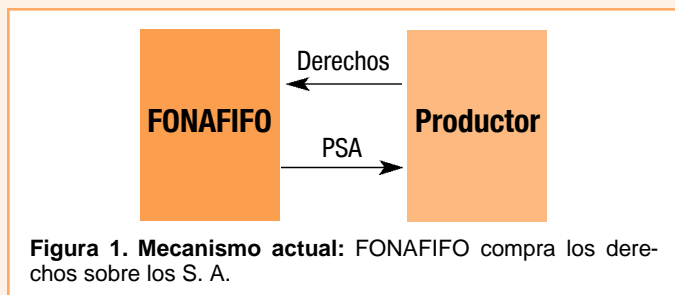 Derechos
FONAFIFO
Productor
PSA
Figura 1. Mecanismo actual: FONAFIFO compra los dere-
chos sobre los S. A.